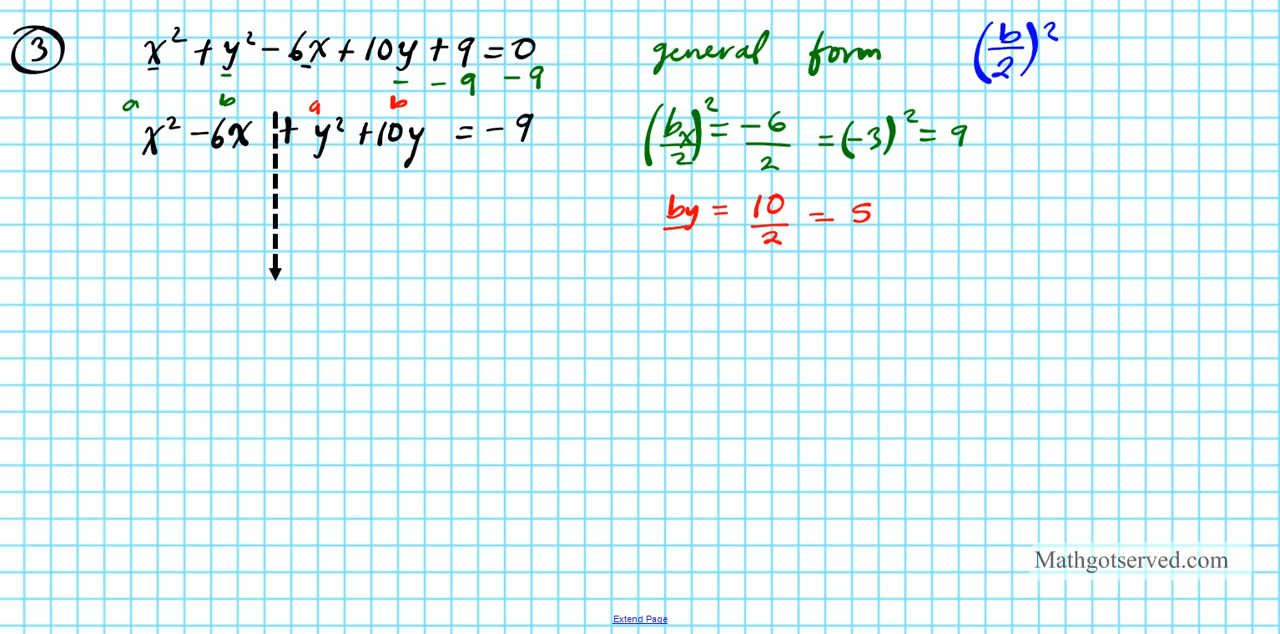 ③ x² + y² - 6x + 10y + 9 = 0 general form (b/2)²
- 9 - 9
a b a b
x² - 6x + y² + 10y = - 9 (bx/2)² = -6/2 = (-3)² = 9
by = 10/2 = 5
Mathgotserved.com
Extend Page